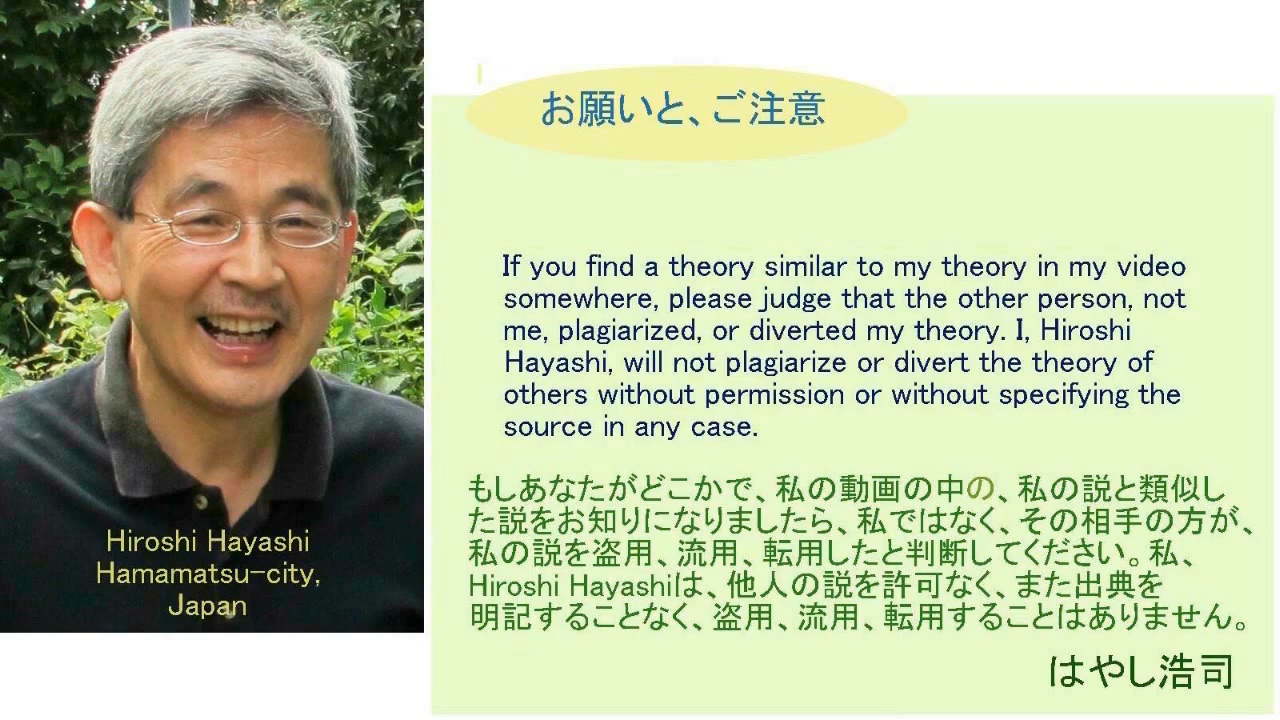 お願いと、ご注意
If you find a theory similar to my theory in my video
somewhere, please judge that the other person, not
me, plagiarized, or diverted my theory. I, Hiroshi
Hayashi, will not plagiarize or divert the theory of
others without permission or without specifying the
source in any case.
もしあなたがどこかで、私の動画の中の、私の説と類似し
た説をお知りになりましたら、私ではなく、その相手の方が、
私の説を盗用、流用、転用したと判断してください。私、
Hiroshi Hayashiは、他人の説を許可なく、また出典を
明記することなく、盗用、流用、転用することはありません。
はやし浩司
Hiroshi Hayashi
Hamamatsu-city,
Japan